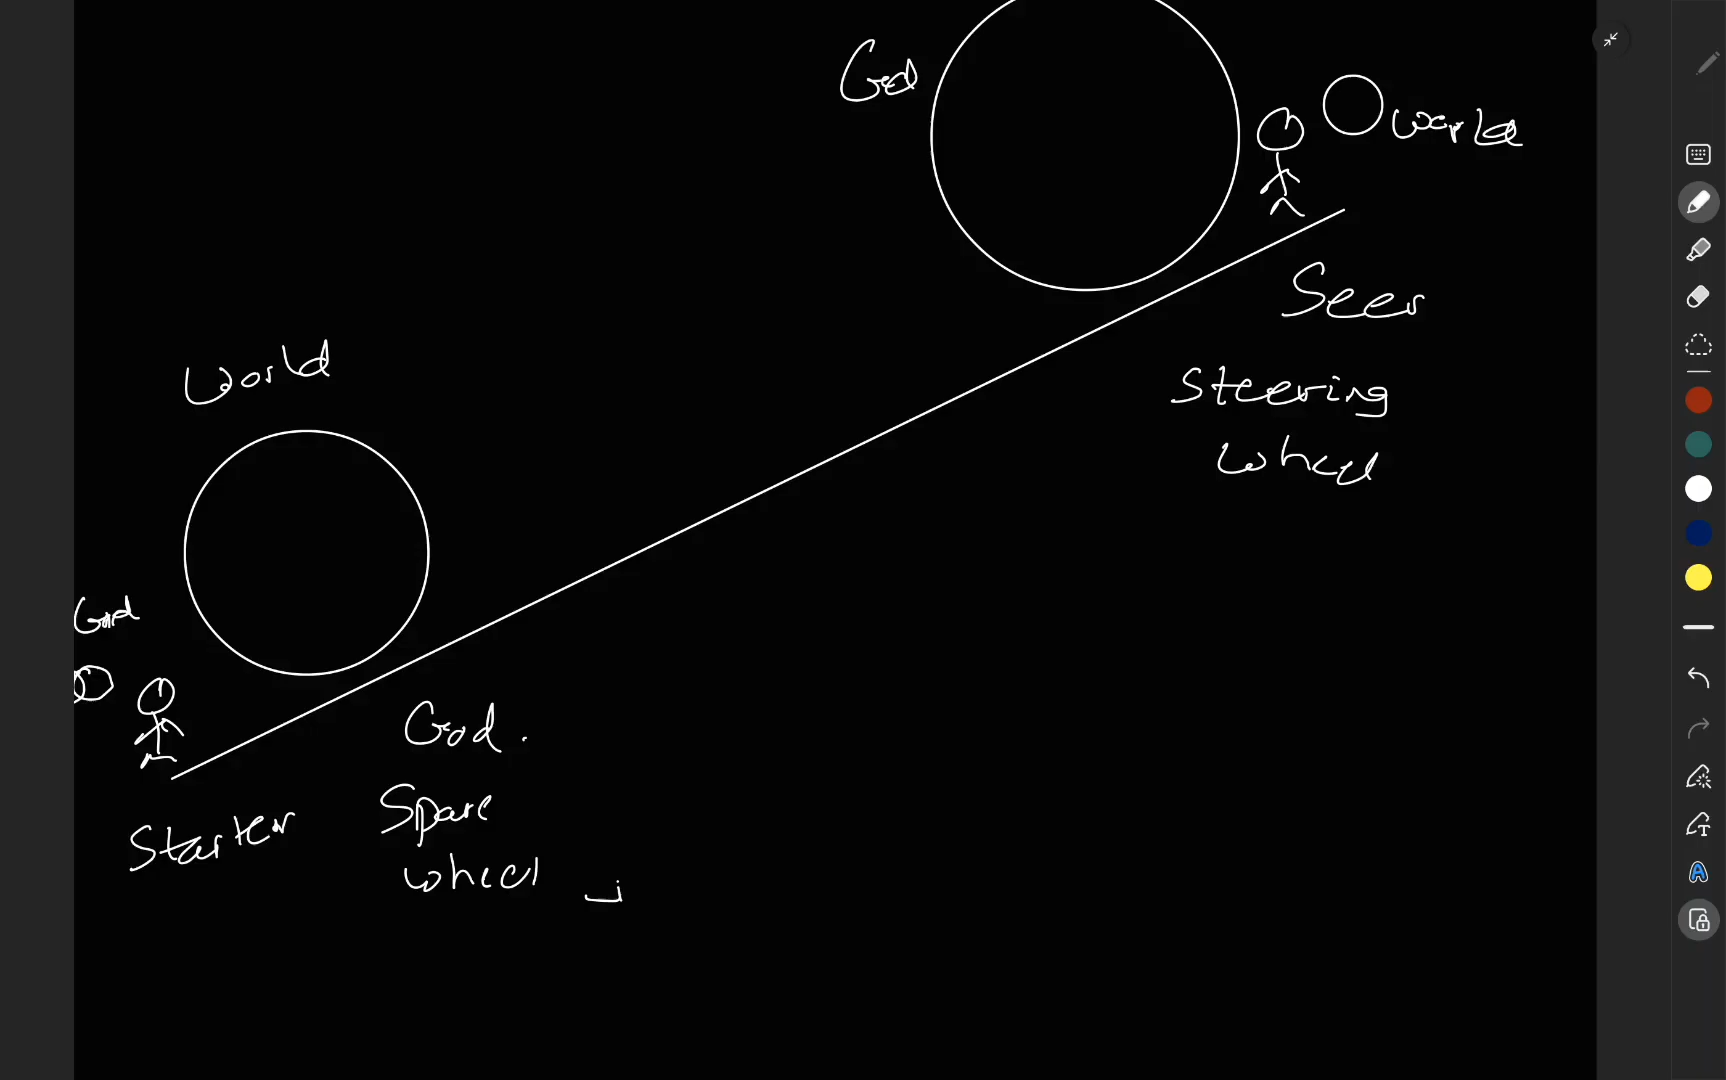 God
world
Seer
Steering
wheel
world
God
God.
Spare
wheel
Starter